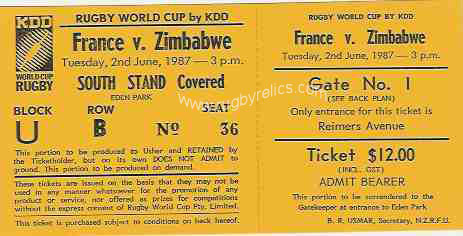 KDD
WORLD CUP
RUGBY
RUGBY WORLD CUP by KDD
France v. Zimbabwe
Tuesday, 2nd June, 1987 — 3 p.m.
SOUTH STAND Covered
EDEN PARK
BLOCK ROW SEAT
U B No 36
This portion to be produced to Usher and RETAINED by
the Ticketholder, but on its own DOES NOT ADMIT to
ground. This portion to be produced on demand.
These tickets are issued on the basis that they may not be
used in any manner whatsoever for the promotion of any
product or service, nor offered as prizes for competitions
without the express consent of Rugby World Cup Pty. Limited.
This ticket is purchased subject to conditions on back hereof.
RUGBY WORLD CUP BY KDD
France v. Zimbabwe
Tuesday, 2nd June, 1987 — 3 p.m.
Gate No. 1
(SEE BACK PLAN)
Only entrance for this ticket is
Reimers Avenue
Ticket $12.00
(INCL. GST)
ADMIT BEARER
This portion to be surrendered to the
Gatekeeper at entrance to Eden Park
B. R. USMAR, Secretary, N.Z.R.F.U.
www.rugbyrelics.com